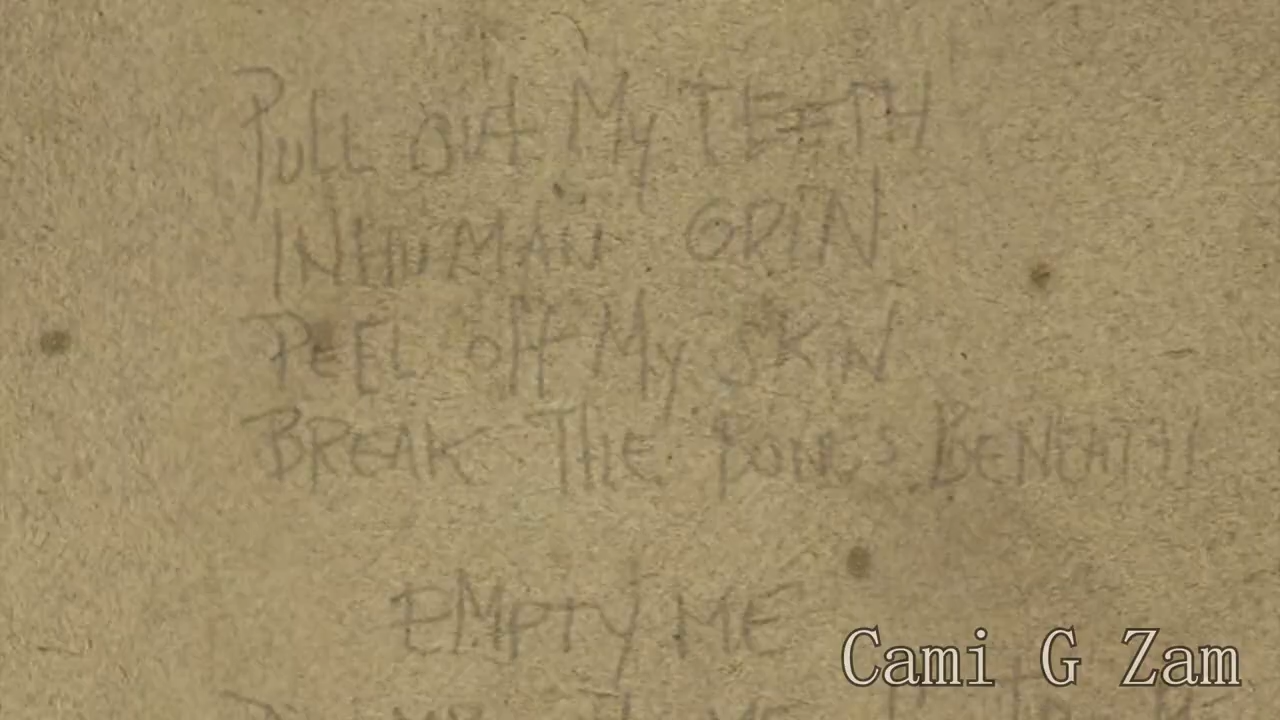 Pull out My TEETH
INHUMAN GRIN
PEEL off My SKIN
BREAK THE BONES BENEATH
EMPTY ME
Cami G Zam